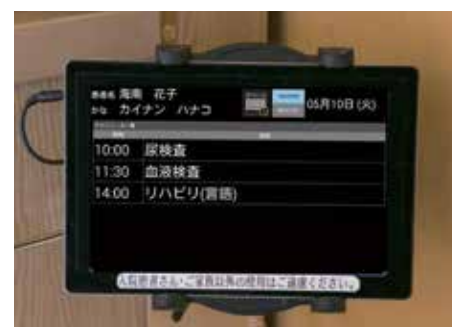 患者名 海南 花子
かな カイナン ハナコ
05月10日 (火)
10:00 尿検査
11:30 血液検査
14:00 リハビリ(言語)
入院患者さん・ご家族以外の使用はご遠慮ください。